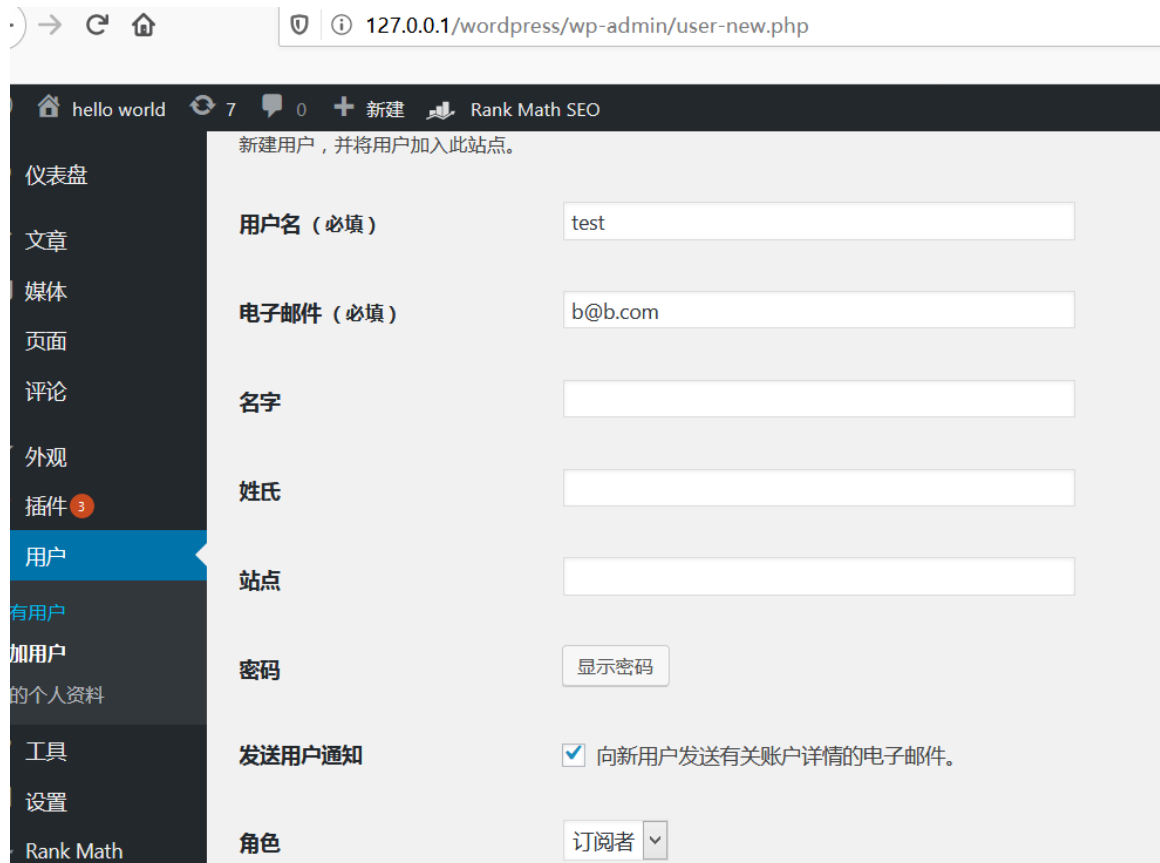 127.0.0.1/wordpress/wp-admin/user-new.php
hello world 7 0 新建 Rank Math SEO
新建用户，并将用户加入此站点。
仪表盘
文章
媒体
页面
评论
外观
插件 3
用户
有用户
加用户
的个人资料
工具
设置
Rank Math
用户名（必填） test
电子邮件（必填） b@b.com
名字
姓氏
站点
密码 显示密码
发送用户通知 向新用户发送有关账户详情的电子邮件。
角色 订阅者